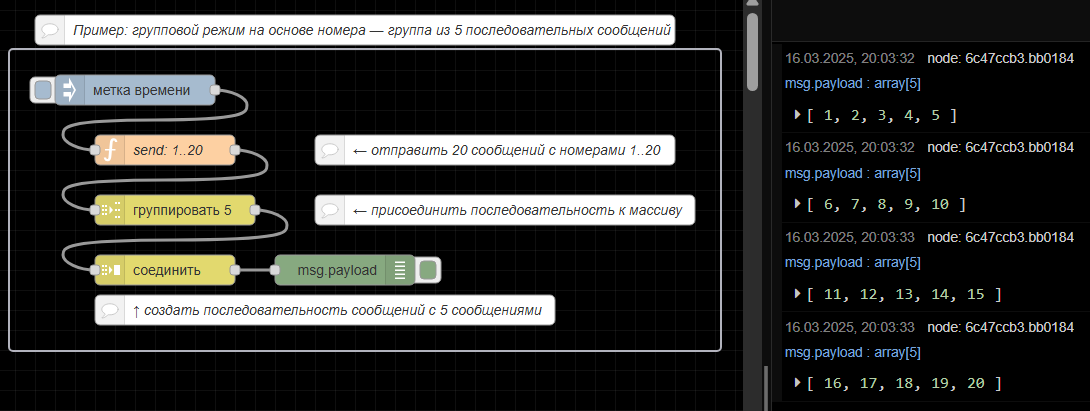 Пример: групповой режим на основе номера — группа из 5 последовательных сообщений
метка времени
send: 1..20
← отправить 20 сообщений с номерами 1..20
группировать 5
← присоединить последовательность к массиву
соединить
msg.payload
↑ создать последовательность сообщений с 5 сообщениями
16.03.2025, 20:03:32 node: 6c47ccb3.bb0184
msg.payload : array[5]
[ 1, 2, 3, 4, 5 ]
16.03.2025, 20:03:32 node: 6c47ccb3.bb0184
msg.payload : array[5]
[ 6, 7, 8, 9, 10 ]
16.03.2025, 20:03:33 node: 6c47ccb3.bb0184
msg.payload : array[5]
[ 11, 12, 13, 14, 15 ]
16.03.2025, 20:03:33 node: 6c47ccb3.bb0184
msg.payload : array[5]
[ 16, 17, 18, 19, 20 ]